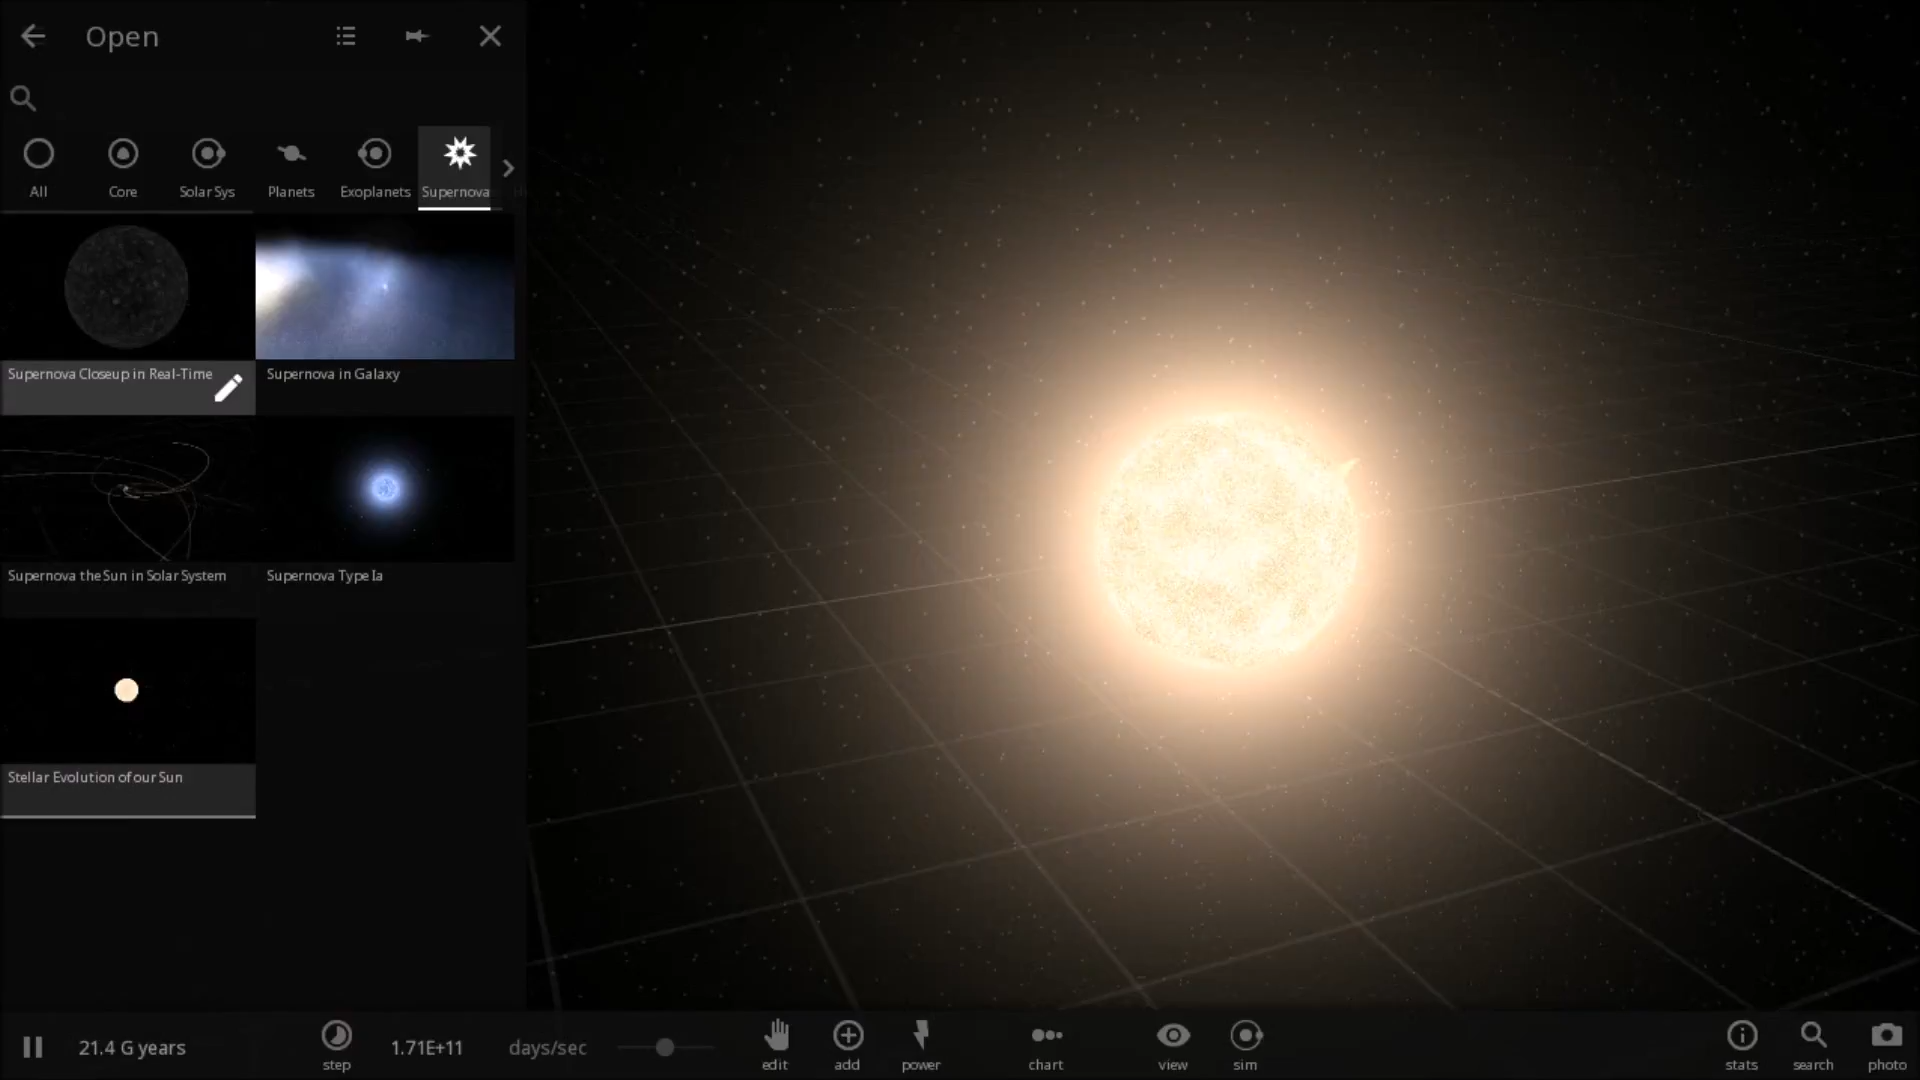 Open
All
Core
Solar Sys
Planets
Exoplanets
Supernova
Supernova Closeup in Real-Time
Supernova in Galaxy
Supernova the Sun in Solar System
Supernova Type Ia
Stellar Evolution of our Sun
21.4 G years
step
1.71E+11
days/sec
edit
add
power
chart
view
sim
stats
search
photo